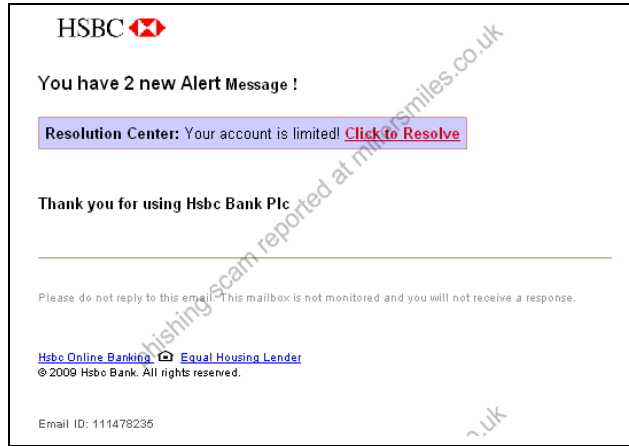 HSBC
You have 2 new Alert Message !
Resolution Center: Your account is limited! Click to Resolve
Thank you for using Hsbc Bank Plc
Please do not reply to this email. This mailbox is not monitored and you will not receive a response.
Hsbc Online Banking Equal Housing Lender
© 2009 Hsbc Bank. All rights reserved.
Email ID: 111478235
phishing scam reported at millersmiles.co.uk
o.uk